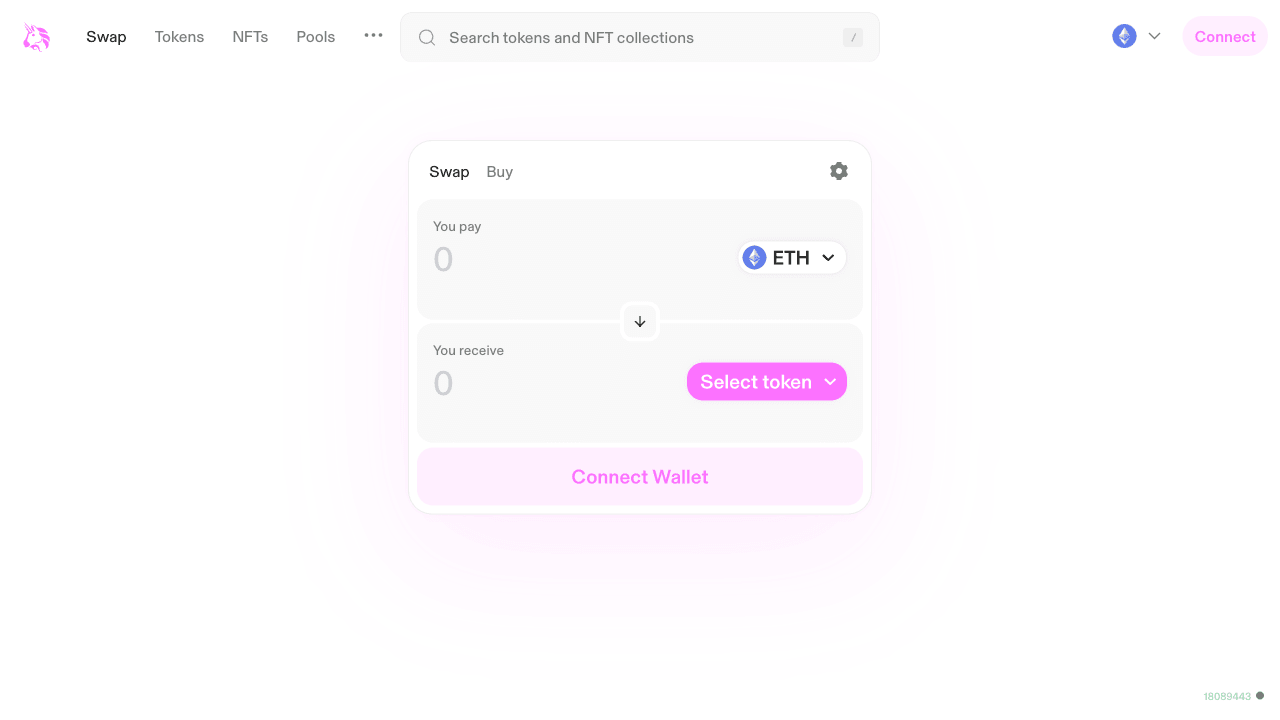 Swap Tokens NFTs Pools ••• Search tokens and NFT collections / Connect
Swap Buy
You pay
0 ETH
You receive
0 Select token
Connect Wallet
18089443